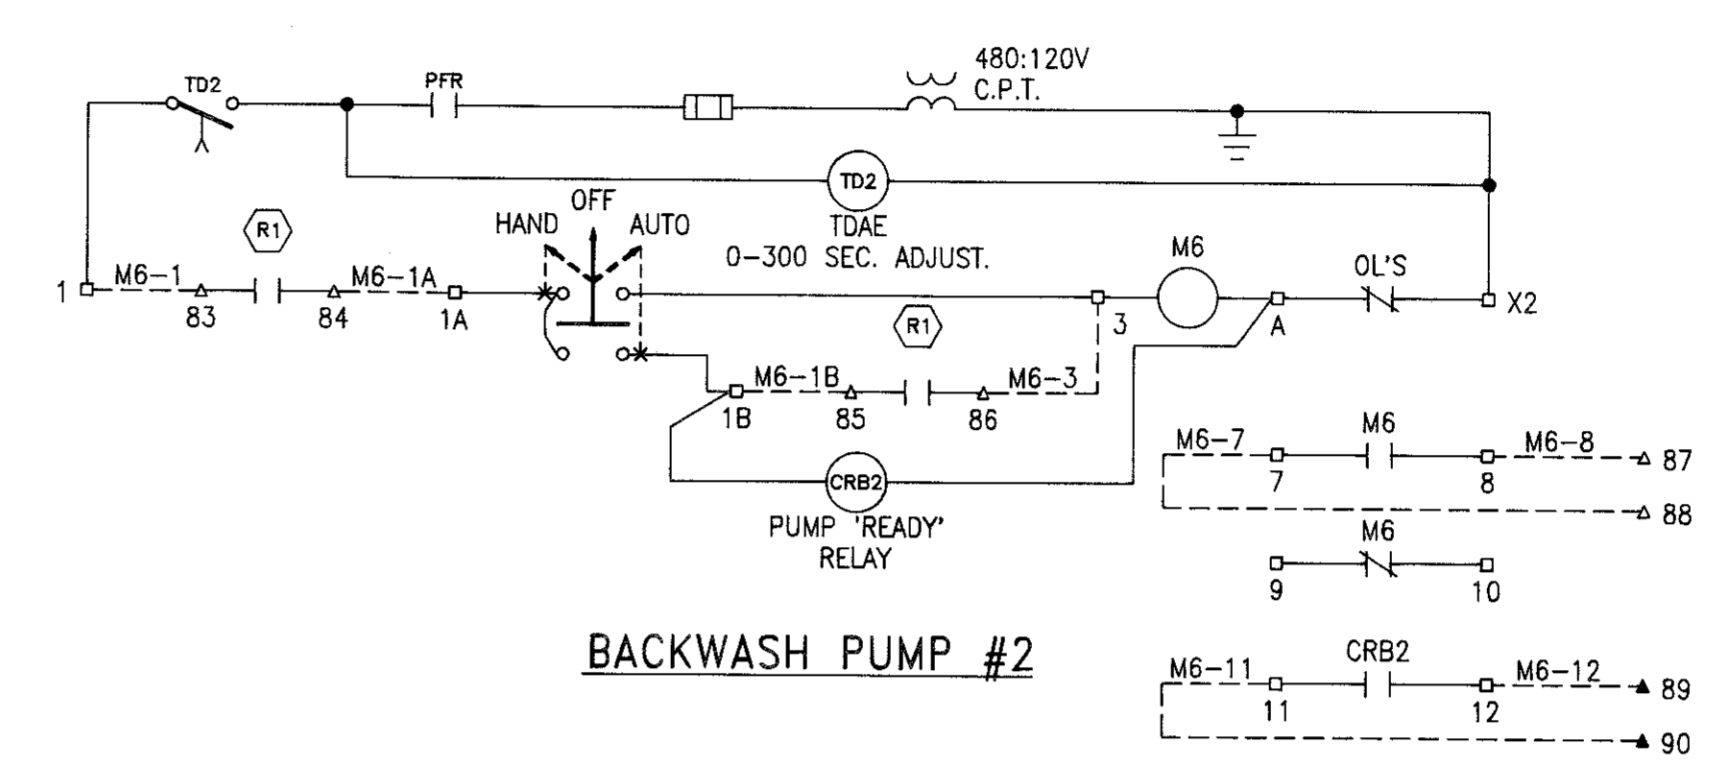 480:120V
C.P.T.
TD2
PFR
TD2
TDAE
0-300 SEC. ADJUST.
OFF
HAND
AUTO
R1
M6
OL'S
1
M6-1
83
84
M6-1A
1A
3
A
X2
R1
M6-1B
M6-3
1B
85
86
CRB2
PUMP 'READY'
RELAY
M6-7
M6
M6-8
87
7
8
88
M6
9
10
BACKWASH PUMP #2
M6-11
CRB2
M6-12
89
11
12
90